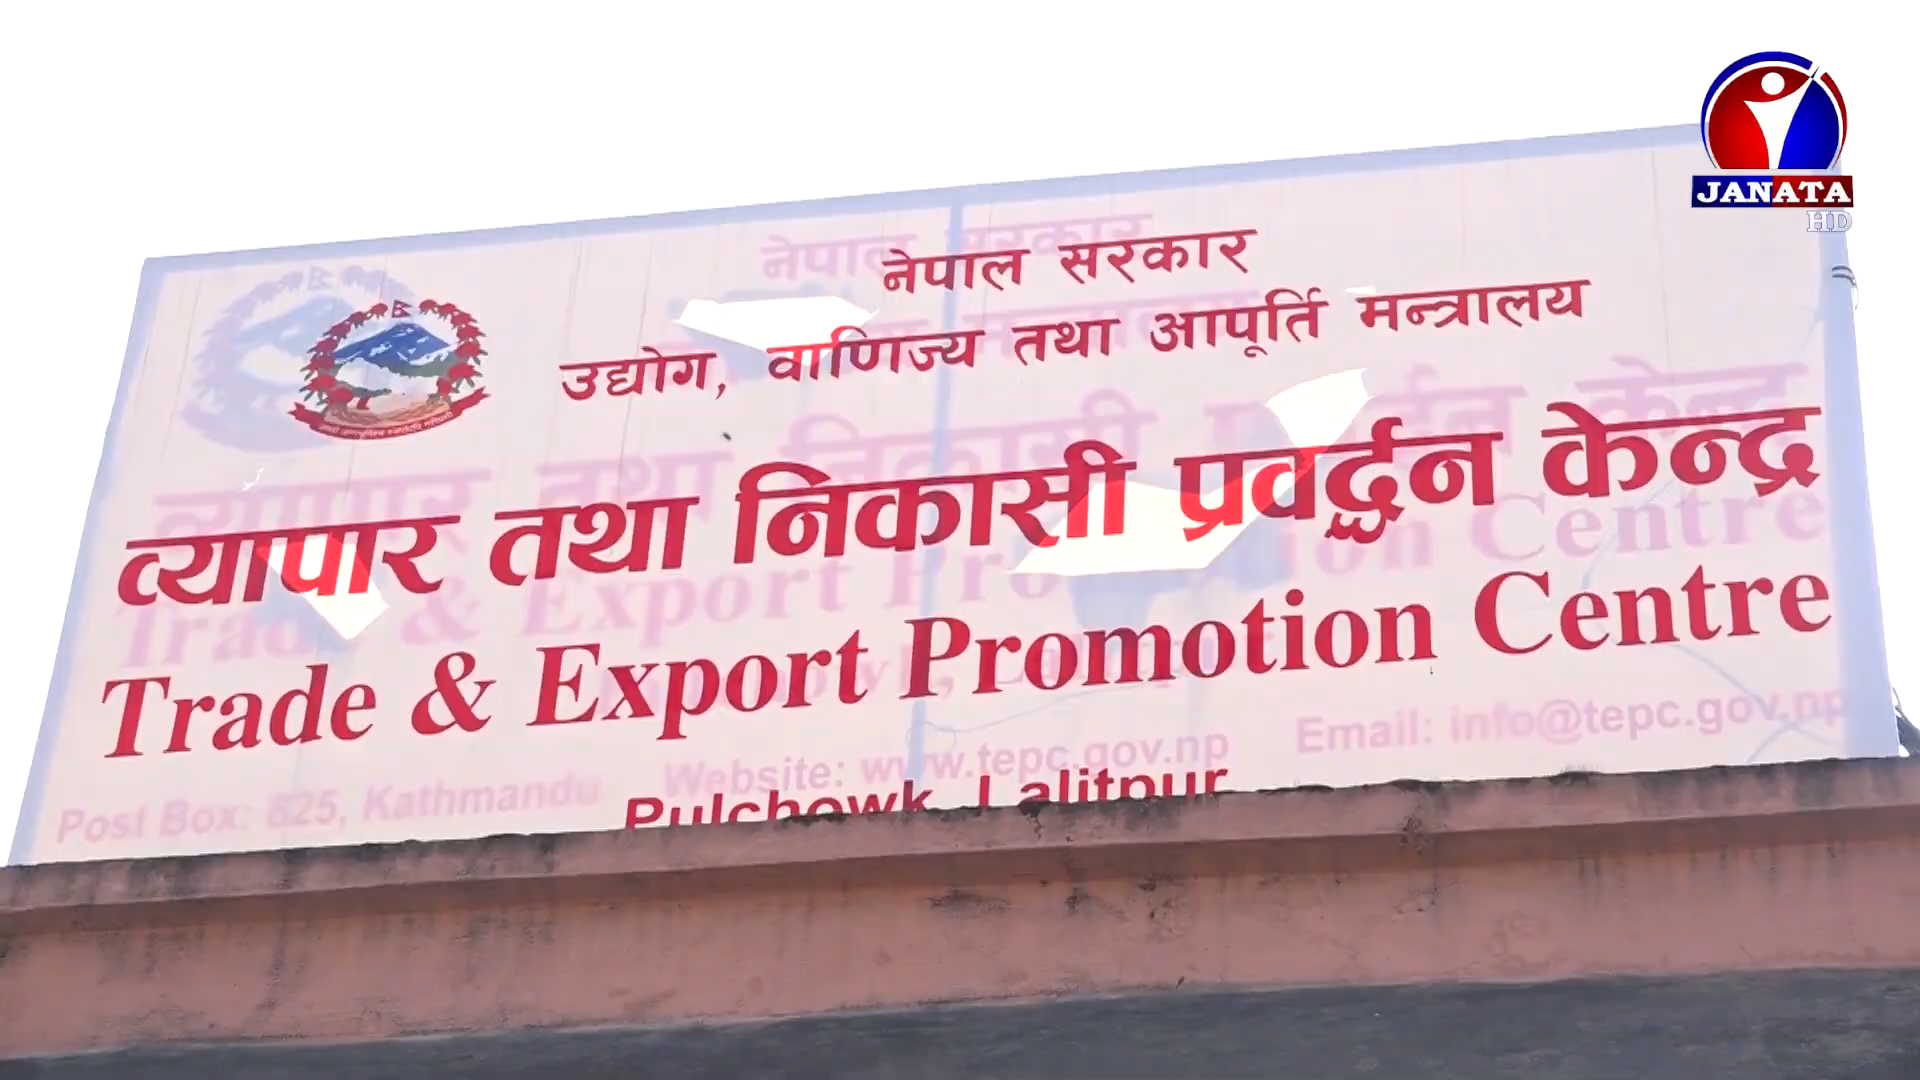 JANATA
HD
नेपाल सरकार
उद्योग, वाणिज्य तथा आपूर्ति मन्त्रालय
व्यापार तथा निकासी प्रवर्द्धन केन्द्र
Trade & Export Promotion Centre
Post Box: 825, Kathmandu Website: www.tepc.gov.np Email: info@tepc.gov.np
Pulchowk, Lalitpur